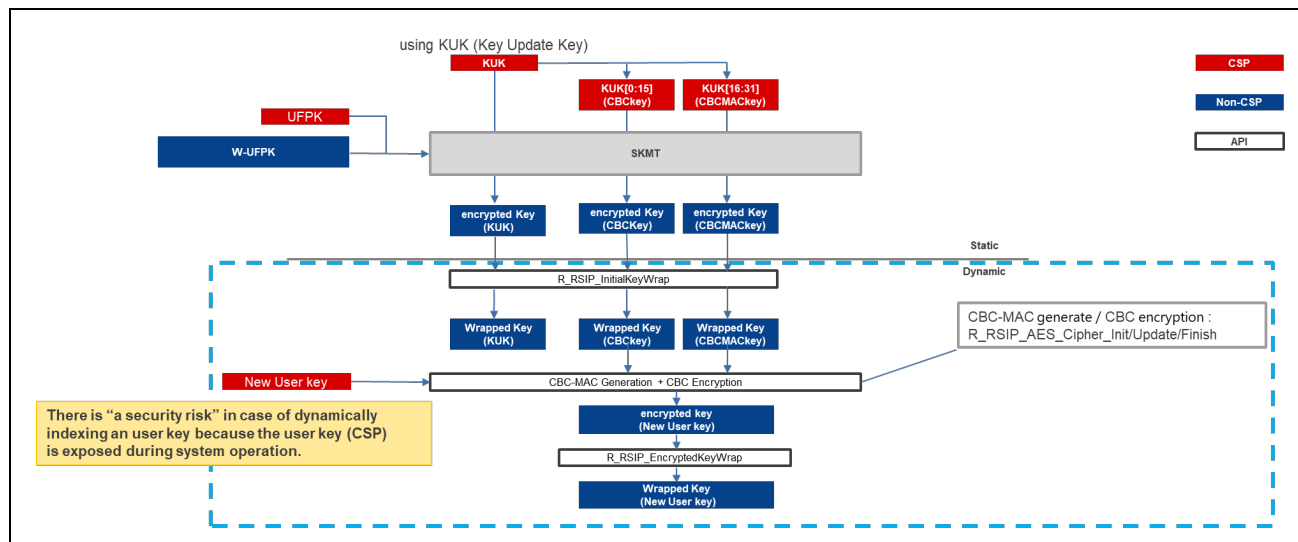 using KUK (Key Update Key)
KUK
CSP
KUK[0:15]
(CBCkey)
KUK[16:31]
(CBCMACkey)
Non-CSP
UFPK
API
W-UFPK
SKMT
encrypted Key
(KUK)
encrypted Key
(CBCKey)
encrypted Key
(CBCMACkey)
Static
Dynamic
R_RSIP_InitialKeyWrap
Wrapped Key
(KUK)
Wrapped Key
(CBCkey)
Wrapped Key
(CBCMACkey)
CBC-MAC generate / CBC encryption :
R_RSIP_AES_Cipher_Init/Update/Finish
New User key
CBC-MAC Generation + CBC Encryption
There is “a security risk” in case of dynamically
indexing an user key because the user key (CSP)
is exposed during system operation.
encrypted key
(New User key)
R_RSIP_EncryptedKeyWrap
Wrapped Key
(New User key)